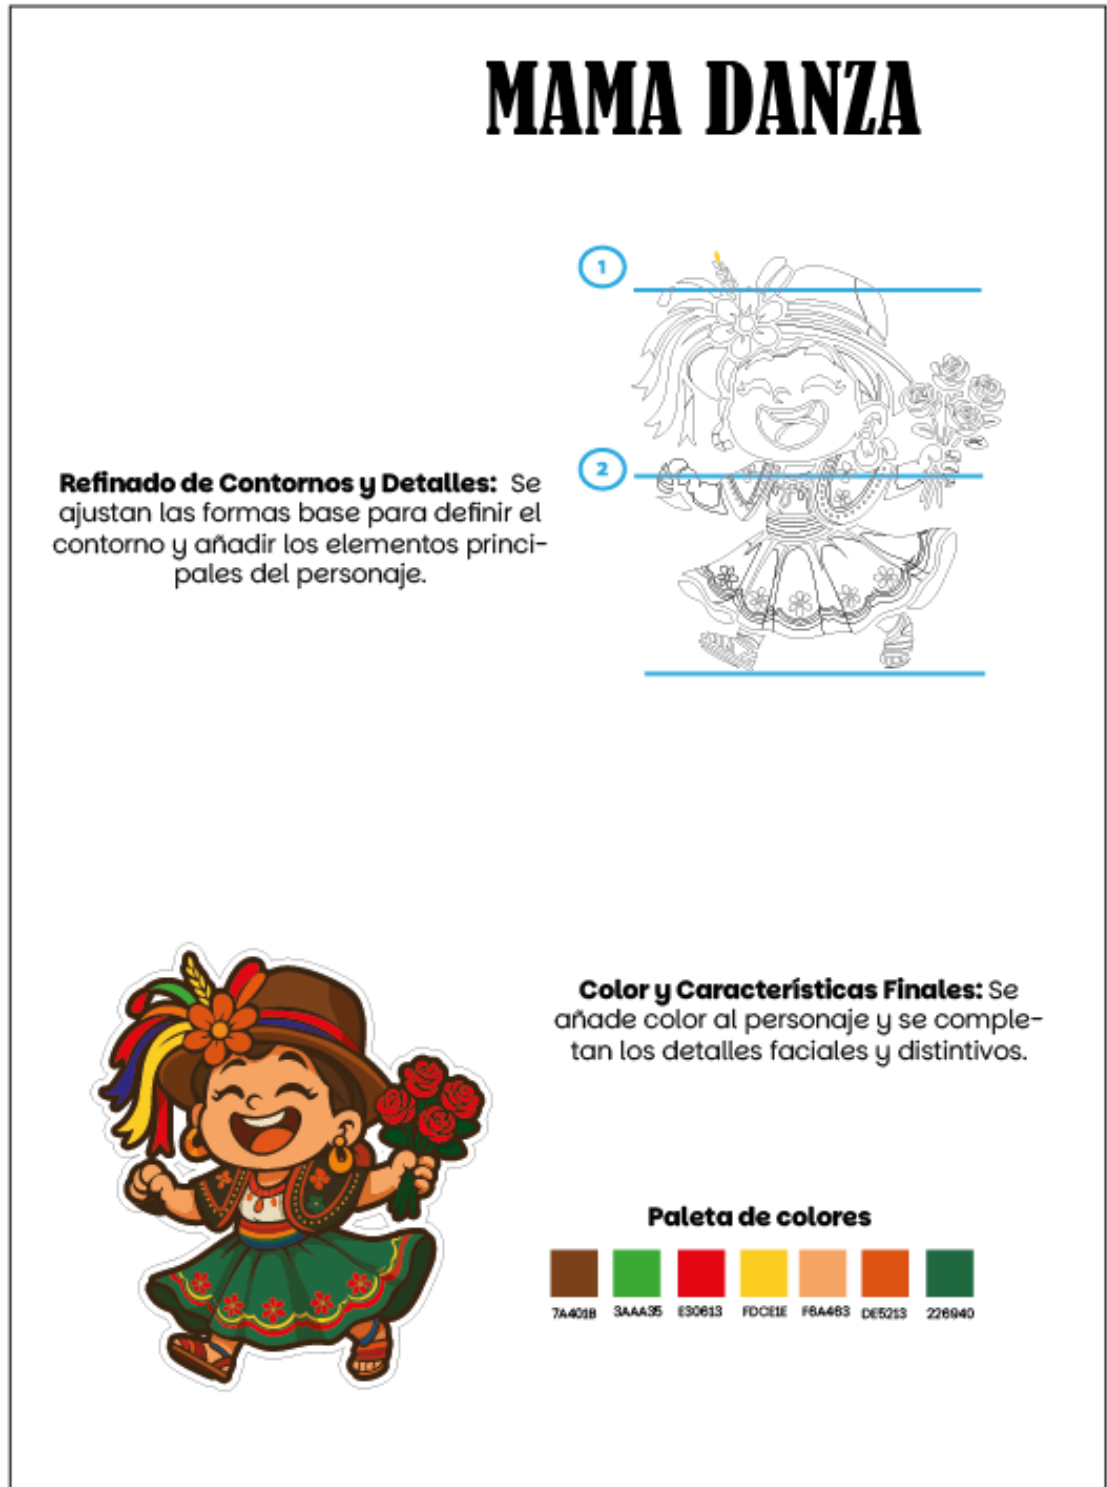 MAMA DANZA
1
2
Refinado de Contornos y Detalles: Se
ajustan las formas base para definir el
contorno y añadir los elementos princi-
pales del personaje.
Color y Características Finales: Se
añade color al personaje y se comple-
tan los detalles faciales y distintivos.
Paleta de colores
7A401B 3AAA35 E30613 FDCE1E F6A463 DE5213 226940